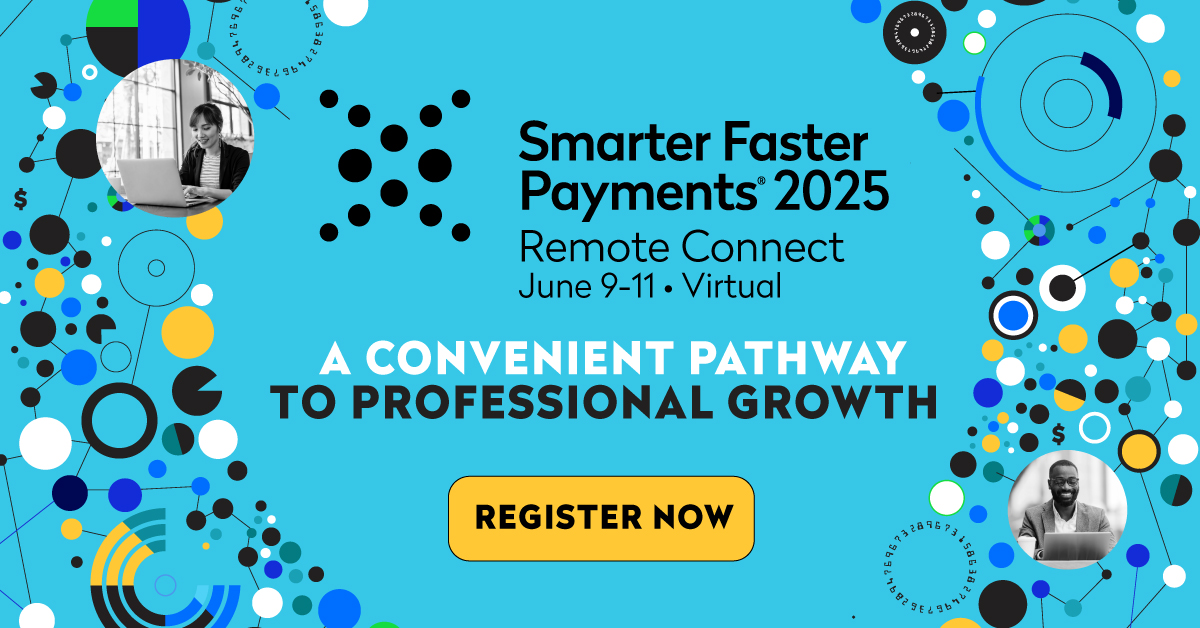 Smarter Faster
Payments® 2025
Remote Connect
June 9-11 • Virtual
A CONVENIENT PATHWAY
TO PROFESSIONAL GROWTH
REGISTER NOW
$
$